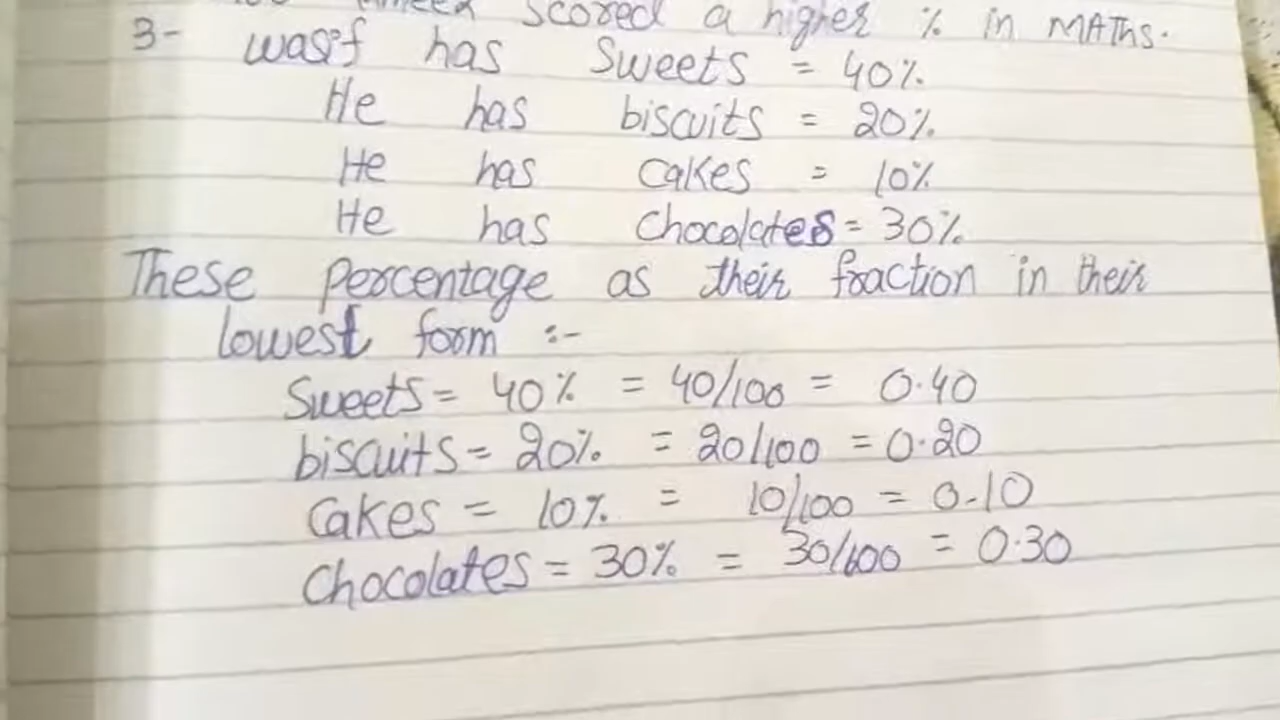 scored a higher % in MATHs.
3- wasif has Sweets = 40%
He has biscuits = 20%
He has Cakes = 10%
He has Chocolates = 30%
These Percentage as their fraction in their
lowest form :-
Sweets = 40% = 40/100 = 0.40
biscuits = 20% = 20/100 = 0.20
Cakes = 10% = 10/100 = 0.10
Chocolates = 30% = 30/100 = 0.30